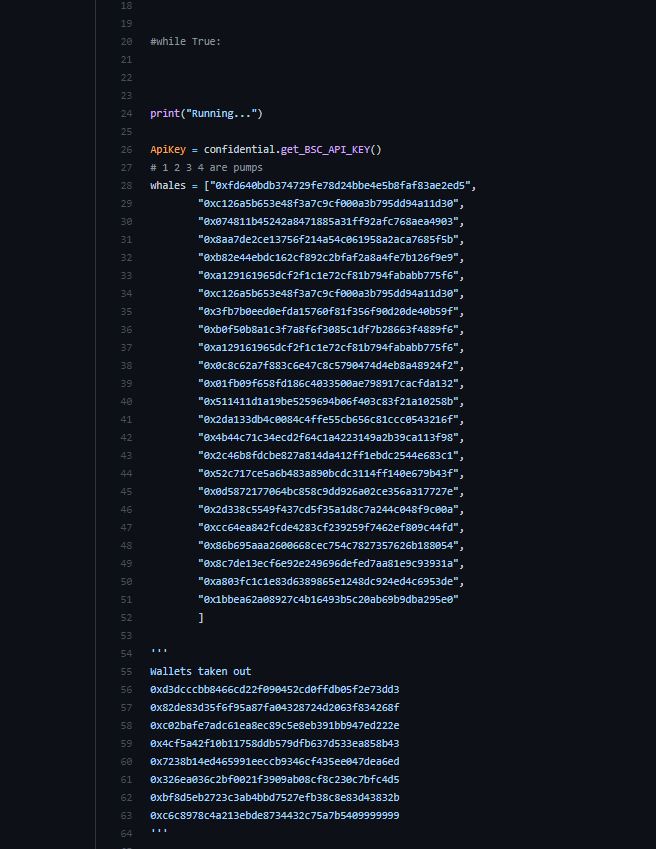 18
19
20 #while True:
21
22
23
24 print("Running...")
25
26 ApiKey = confidential.get_BSC_API_KEY()
27 # 1 2 3 4 are pumps
28 whales = ["0xfd640bdb374729fe78d24bbe4e5b8faf83ae2ed5",
29 "0xc126a5b653e48f3a7c9cf000a3b795dd94a11d30",
30 "0x074811b45242a8471885a31ff92afc768aea4903",
31 "0x8aa7de2ce13756f214a54c061958a2aca7685f5b",
32 "0xb82e44ebdc162cf892c2bfaf2a8a4fe7b126f9e9",
33 "0xa129161965dcf2f1c1e72cf81b794fababb775f6",
34 "0xc126a5b653e48f3a7c9cf000a3b795dd94a11d30",
35 "0x3fb7b0eed0efda15760f81f356f90d20de40b59f",
36 "0xb0f50b8a1c3f7a8f6f3085c1df7b28663f4889f6",
37 "0xa129161965dcf2f1c1e72cf81b794fababb775f6",
38 "0x0c8c62a7f883c6e47c8c5790474d4eb8a48924f2",
39 "0x01fb09f658fd186c4033500ae798917cacfda132",
40 "0x511411d1a19be5259694b06f403c83f21a10258b",
41 "0x2da133db4c0084c4ffe55cb656c81ccc0543216f",
42 "0x4b44c71c34ecd2f64c1a4223149a2b39ca113f98",
43 "0x2c46b8fdcbe827a814da412ff1ebdc2544e683c1",
44 "0x52c717ce5a6b483a890bcdc3114ff140e679b43f",
45 "0x0d5872177064bc858c9dd926a02ce356a317727e",
46 "0x2d338c5549f437cd5f35a1d8c7a244c048f9c00a",
47 "0xcc64ea842fcde4283cf239259f7462ef809c44fd",
48 "0x86b695aaa2600668cec754c7827357626b188054",
49 "0x8c7de13ecf6e92e249696defed7aa81e9c93931a",
50 "0xa803fc1c1e83d6389865e1248dc924ed4c6953de",
51 "0x1bbea62a08927c4b16493b5c20ab69b9dba295e0"
52 ]
53
54 '''
55 Wallets taken out
56 0xd3dcccbb8466cd22f090452cd0ffdb05f2e73dd3
57 0x82de83d35f6f95a87fa04328724d2063f834268f
58 0xc02bafe7adc61ea8ec89c5e8eb391bb947ed222e
59 0x4cf5a42f10b11758ddb579dfb637d533ea858b43
60 0x7238b14ed465991eeccb9346cf435ee047dea6ed
61 0x326ea036c2bf0021f3909ab08cf8c230c7bfc4d5
62 0xbf8d5eb2723c3ab4bbd7527efb38c8e83d43832b
63 0xc6c8978c4a213ebde8734432c75a7b5409999999
64 '''